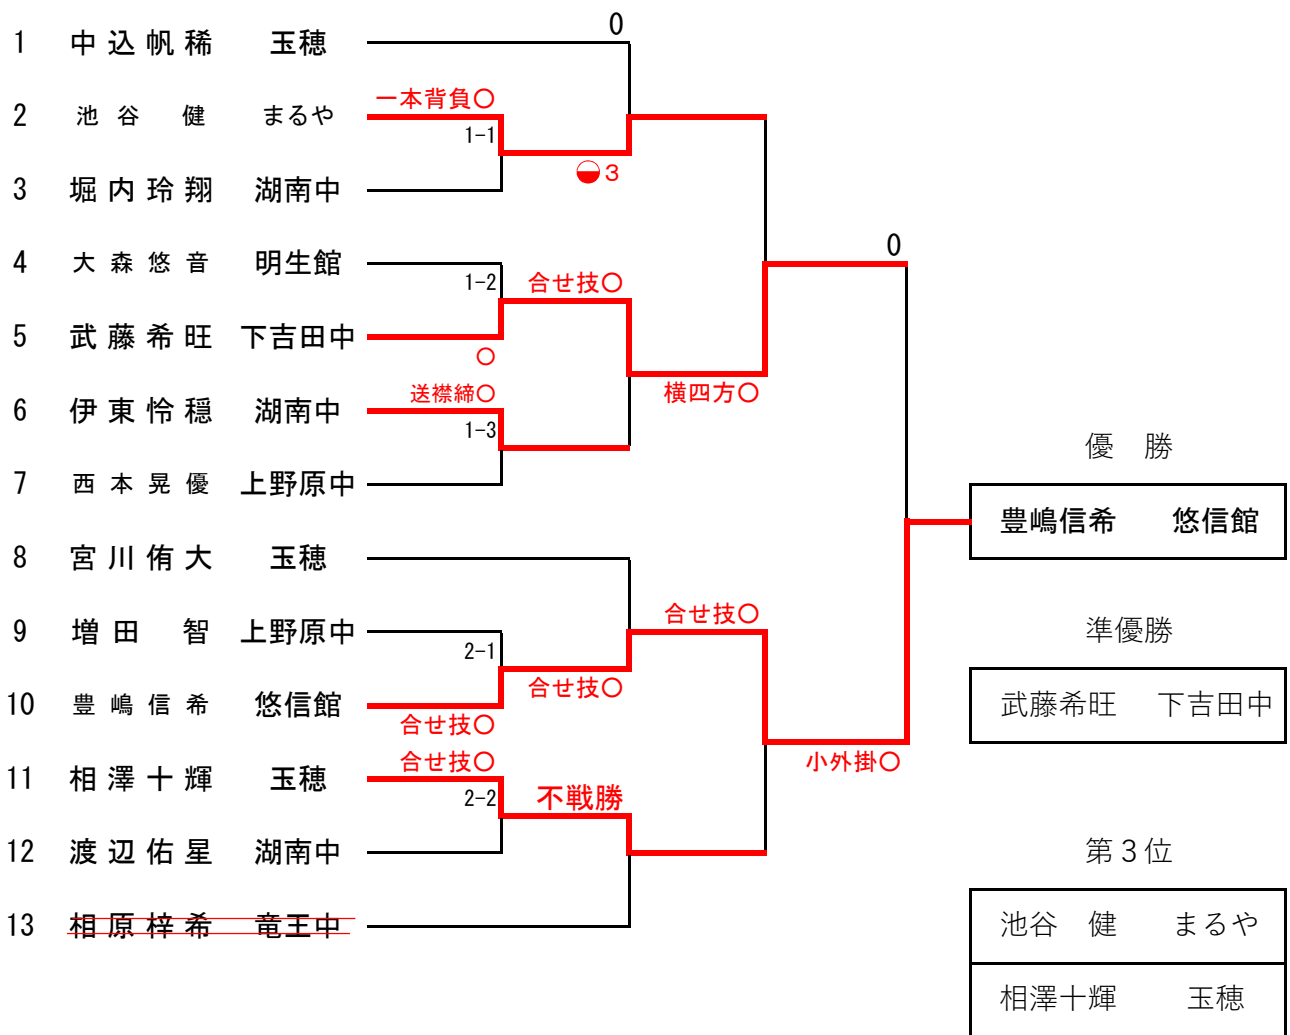 0
1 中込帆稀 玉穂
一本背負〇
2 池谷 健 まるや
1-1
3
3 堀内玲翔 湖南中
4 大森悠音 明生館
0
1-2 合せ技〇
5 武藤希旺 下吉田中
〇
送襟締〇 横四方〇
6 伊東怜穏 湖南中
1-3
優 勝
7 西本晃優 上野原中
豊嶋信希 悠信館
8 宮川侑大 玉穂
合せ技〇
9 増田 智 上野原中
準優勝
2-1
合せ技〇
10 豊嶋信希 悠信館
武藤希旺 下吉田中
合せ技〇
合せ技〇 小外掛〇
11 相澤十輝 玉穂
2-2 不戦勝
12 渡辺佑星 湖南中
第3位
13 相原梓希 竜王中
池谷 健 まるや
相澤十輝 玉穂